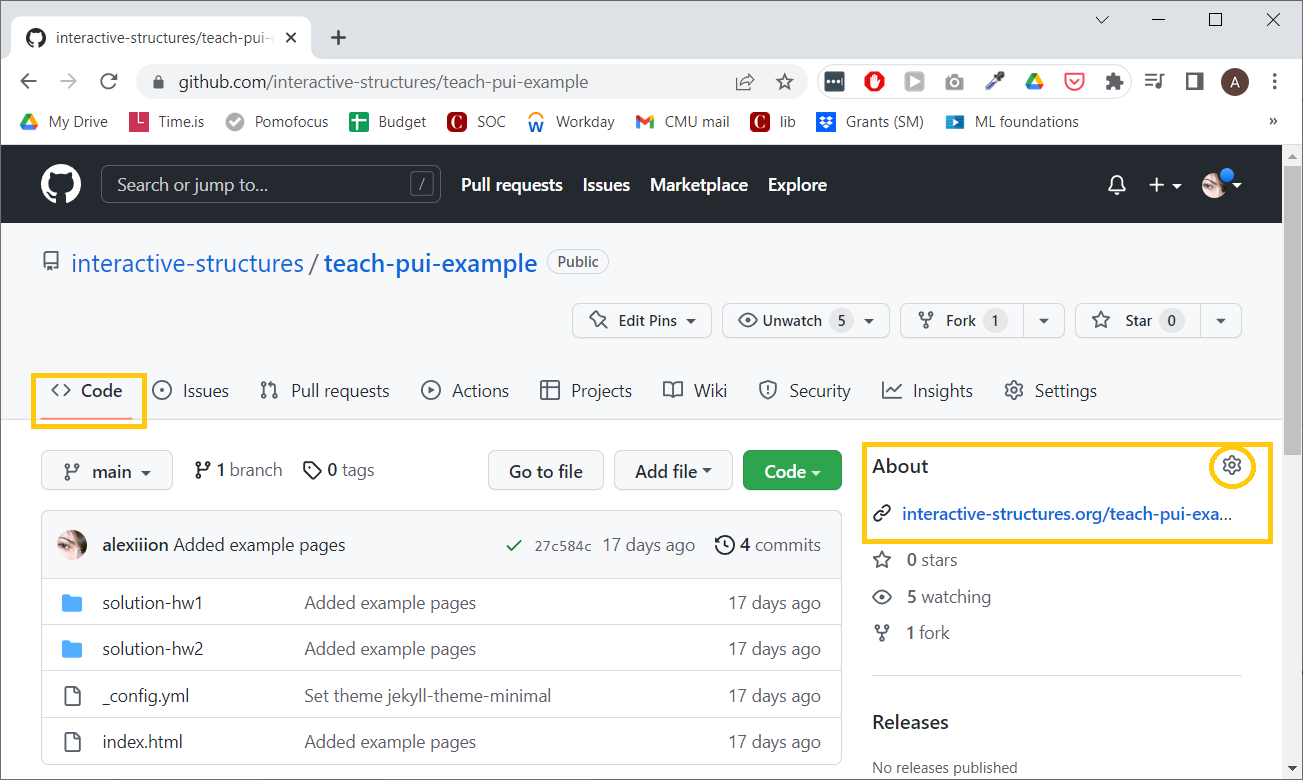 interactive-structures/teach-pui-
github.com/interactive-structures/teach-pui-example
A
My Drive Time.is Pomofocus Budget SOC Workday CMU mail lib Grants (SM) ML foundations »
Search or jump to... / Pull requests Issues Marketplace Explore
interactive-structures / teach-pui-example Public
Edit Pins Unwatch 5 Fork 1 Star 0
Code Issues Pull requests Actions Projects Wiki Security Insights Settings
main 1 branch 0 tags Go to file Add file Code
About
interactive-structures.org/teach-pui-exa...
alexiiion Added example pages 27c584c 17 days ago 4 commits
0 stars
solution-hw1 Added example pages 17 days ago
5 watching
solution-hw2 Added example pages 17 days ago
1 fork
_config.yml Set theme jekyll-theme-minimal 17 days ago
Releases
index.html Added example pages 17 days ago
No releases published